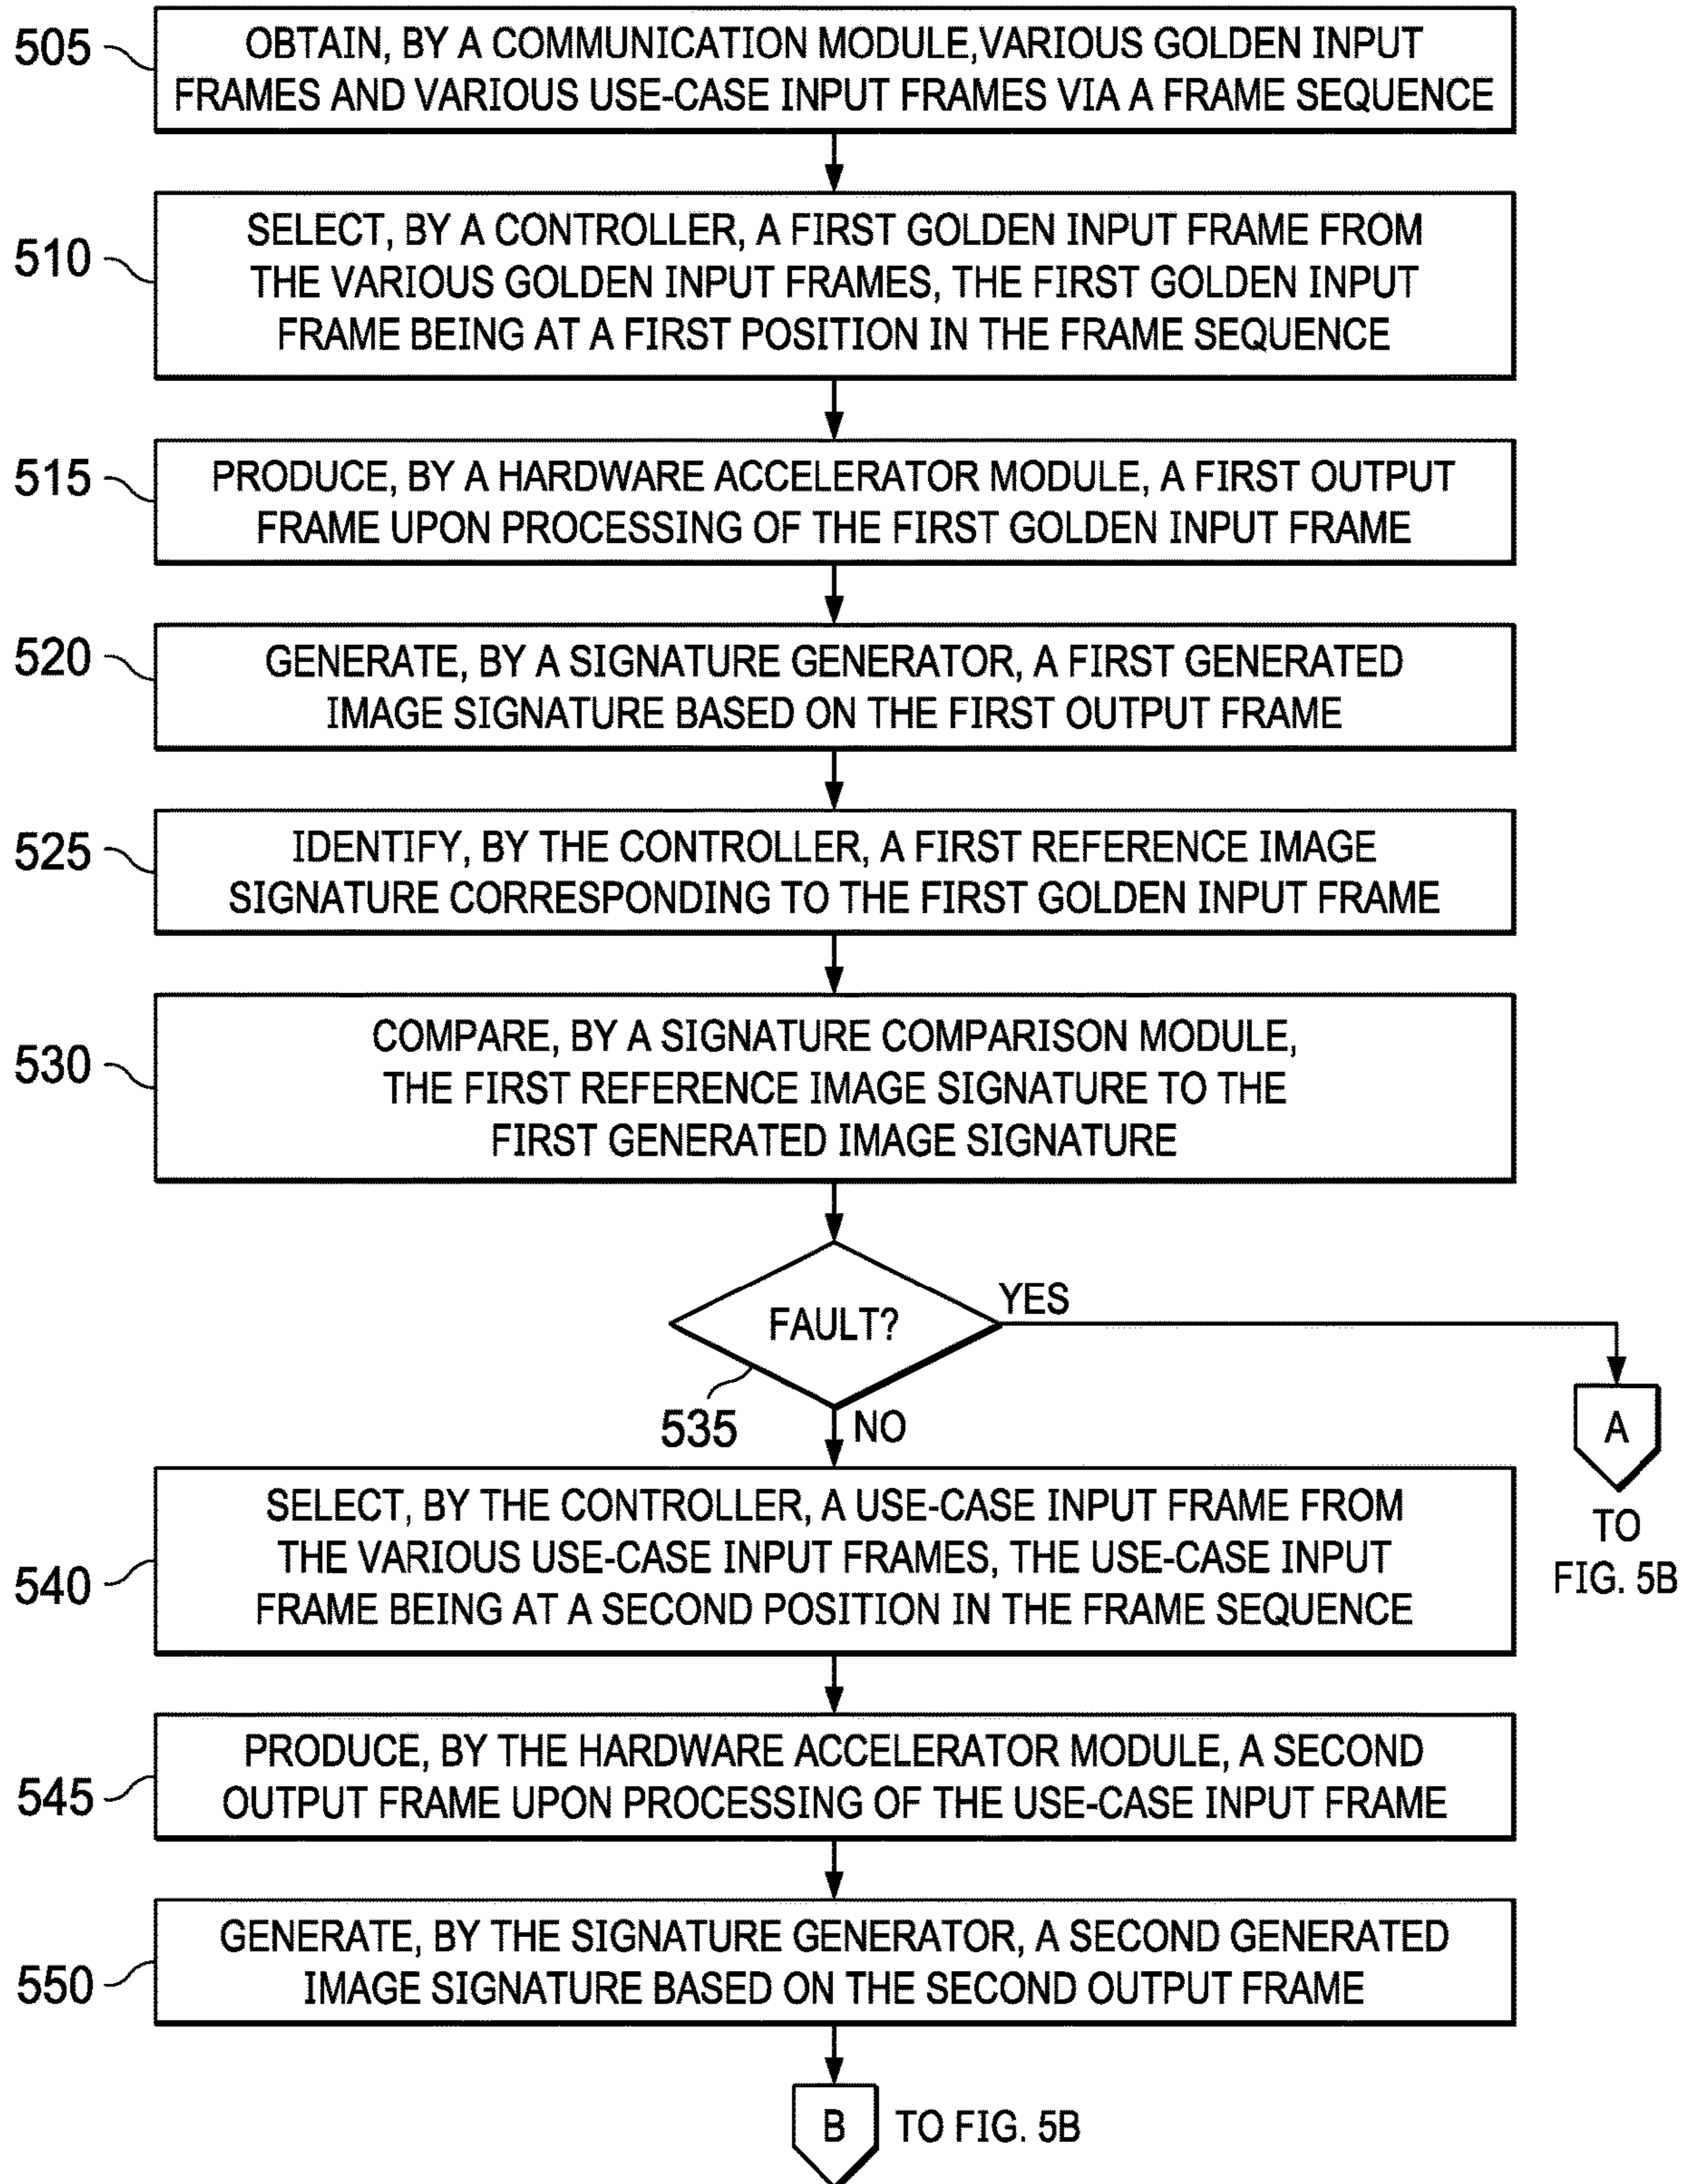 505
OBTAIN, BY A COMMUNICATION MODULE,VARIOUS GOLDEN INPUT
FRAMES AND VARIOUS USE-CASE INPUT FRAMES VIA A FRAME SEQUENCE
510
SELECT, BY A CONTROLLER, A FIRST GOLDEN INPUT FRAME FROM
THE VARIOUS GOLDEN INPUT FRAMES, THE FIRST GOLDEN INPUT
FRAME BEING AT A FIRST POSITION IN THE FRAME SEQUENCE
515
PRODUCE, BY A HARDWARE ACCELERATOR MODULE, A FIRST OUTPUT
FRAME UPON PROCESSING OF THE FIRST GOLDEN INPUT FRAME
520
GENERATE, BY A SIGNATURE GENERATOR, A FIRST GENERATED
IMAGE SIGNATURE BASED ON THE FIRST OUTPUT FRAME
525
IDENTIFY, BY THE CONTROLLER, A FIRST REFERENCE IMAGE
SIGNATURE CORRESPONDING TO THE FIRST GOLDEN INPUT FRAME
530
COMPARE, BY A SIGNATURE COMPARISON MODULE,
THE FIRST REFERENCE IMAGE SIGNATURE TO THE
FIRST GENERATED IMAGE SIGNATURE
FAULT?
YES
535
NO
A
TO
FIG. 5B
540
SELECT, BY THE CONTROLLER, A USE-CASE INPUT FRAME FROM
THE VARIOUS USE-CASE INPUT FRAMES, THE USE-CASE INPUT
FRAME BEING AT A SECOND POSITION IN THE FRAME SEQUENCE
545
PRODUCE, BY THE HARDWARE ACCELERATOR MODULE, A SECOND
OUTPUT FRAME UPON PROCESSING OF THE USE-CASE INPUT FRAME
550
GENERATE, BY THE SIGNATURE GENERATOR, A SECOND GENERATED
IMAGE SIGNATURE BASED ON THE SECOND OUTPUT FRAME
B
TO FIG. 5B